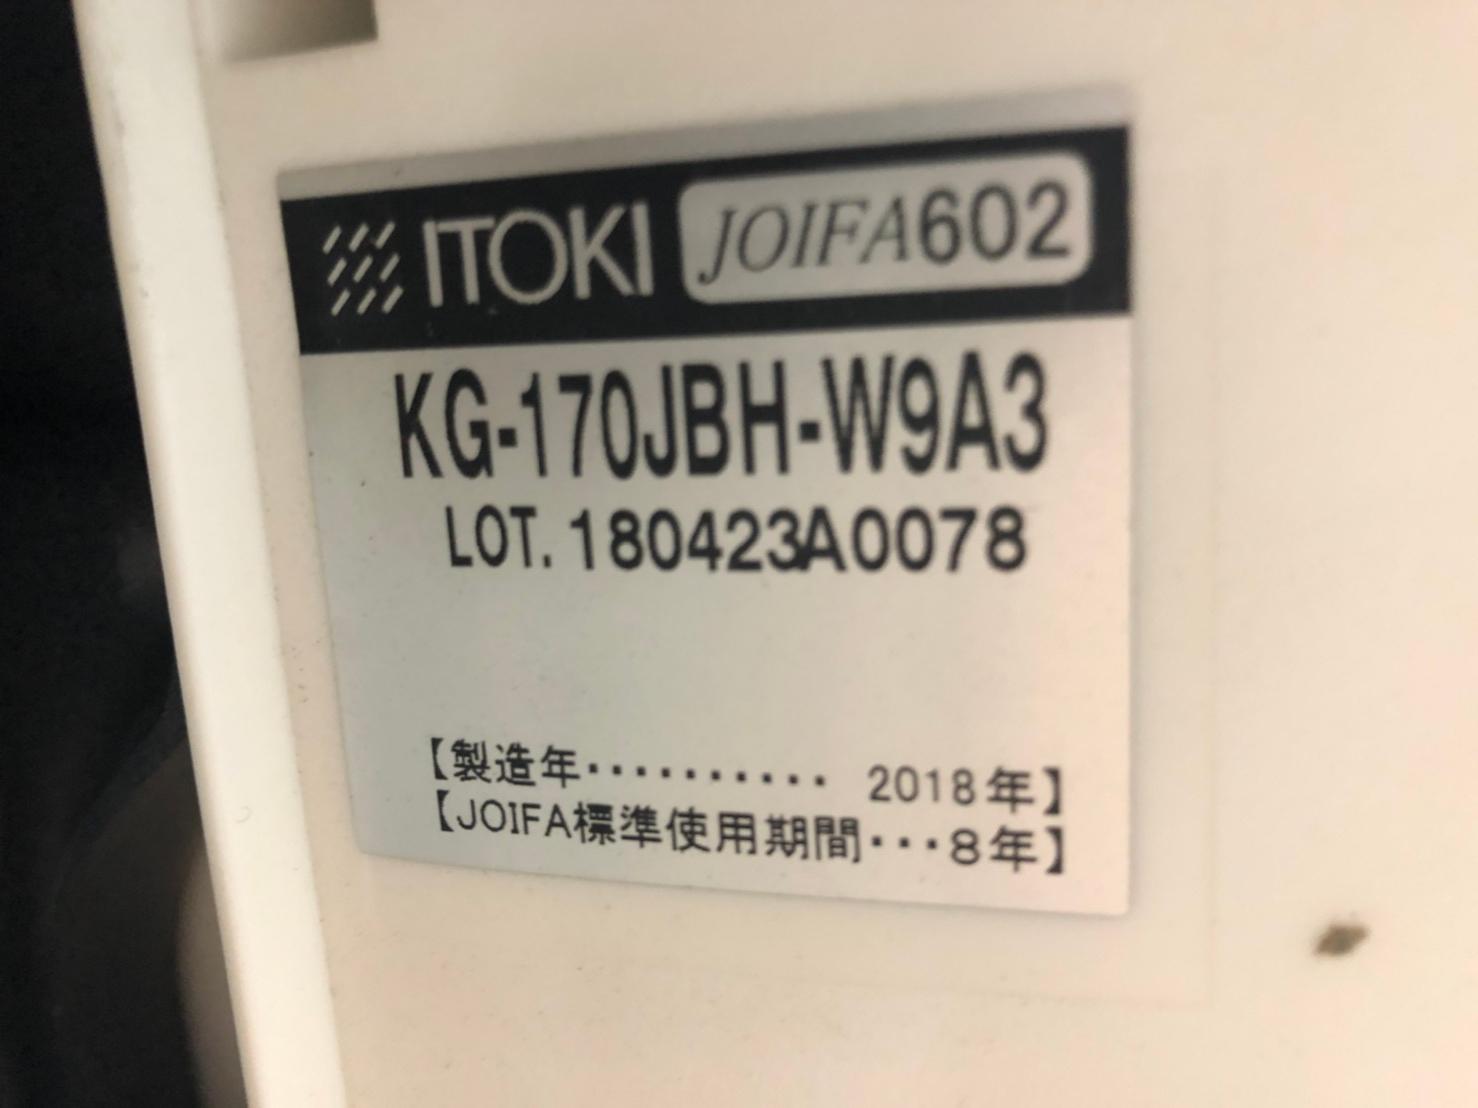 ITOKI JOIFA602
KG-170JBH-W9A3
LOT. 180423A0078
【製造年・・・・・・・・・・ 2018年】
【JOIFA標準使用期間・・・8年】